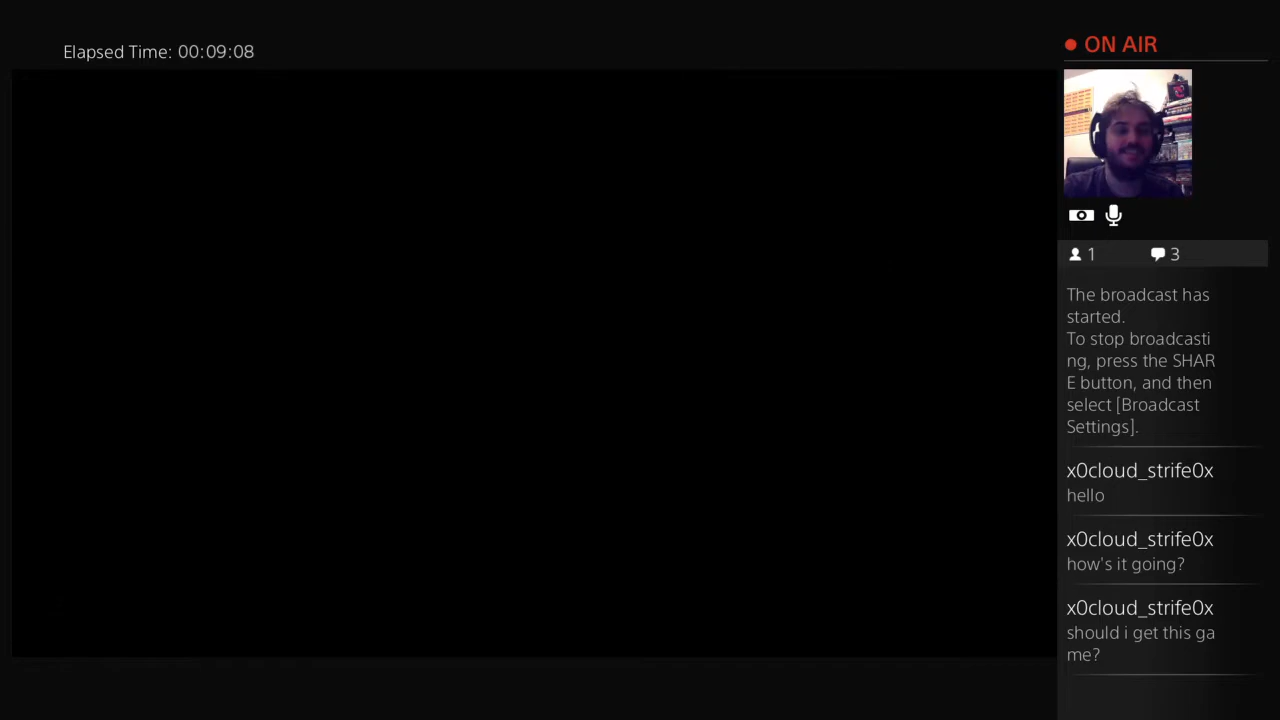 Elapsed Time: 00:09:08
ON AIR
1 3
The broadcast has
started.
To stop broadcasti
ng, press the SHAR
E button, and then
select [Broadcast
Settings].
x0cloud_strife0x
hello
x0cloud_strife0x
how's it going?
x0cloud_strife0x
should i get this ga
me?